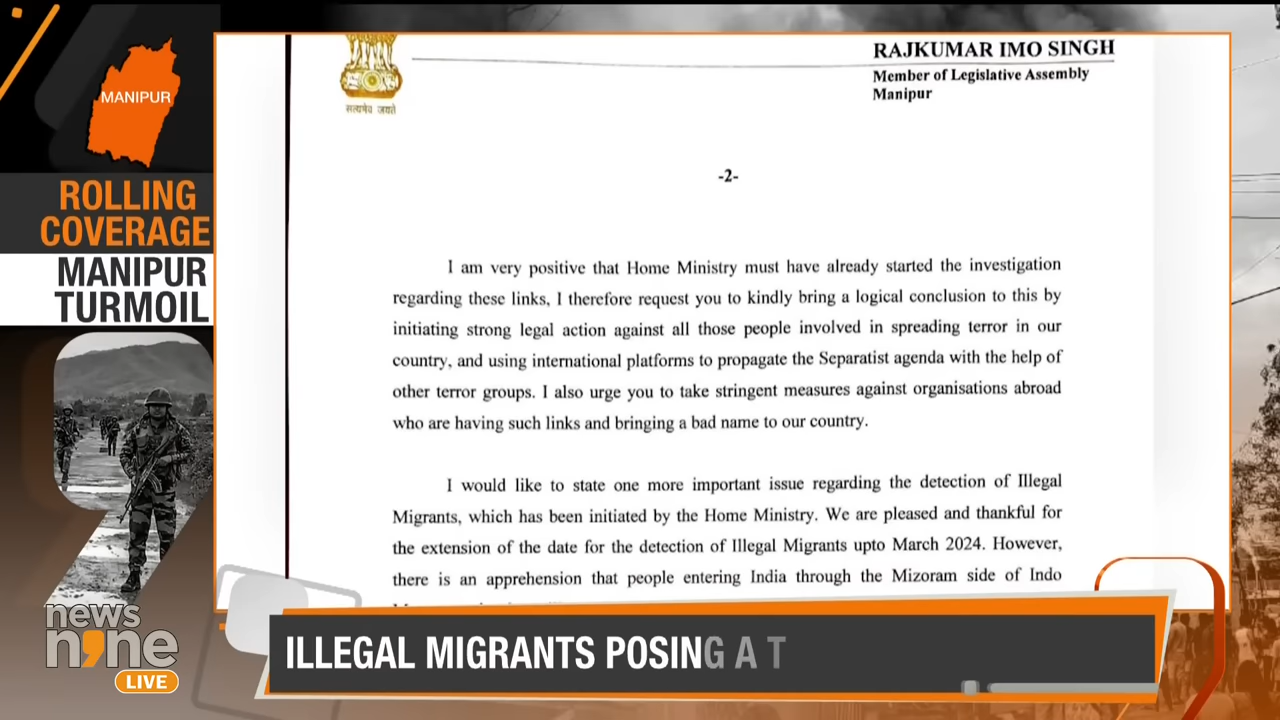 MANIPUR
ROLLING
COVERAGE
MANIPUR
TURMOIL
सत्यमेव जयते
RAJKUMAR IMO SINGH
Member of Legislative Assembly
Manipur
-2-
I am very positive that Home Ministry must have already started the investigation
regarding these links, I therefore request you to kindly bring a logical conclusion to this by
initiating strong legal action against all those people involved in spreading terror in our
country, and using international platforms to propagate the Separatist agenda with the help of
other terror groups. I also urge you to take stringent measures against organisations abroad
who are having such links and bringing a bad name to our country.
I would like to state one more important issue regarding the detection of Illegal
Migrants, which has been initiated by the Home Ministry. We are pleased and thankful for
the extension of the date for the detection of Illegal Migrants upto March 2024. However,
there is an apprehension that people entering India through the Mizoram side of Indo
ILLEGAL MIGRANTS POSING A T
news
n9ne
LIVE